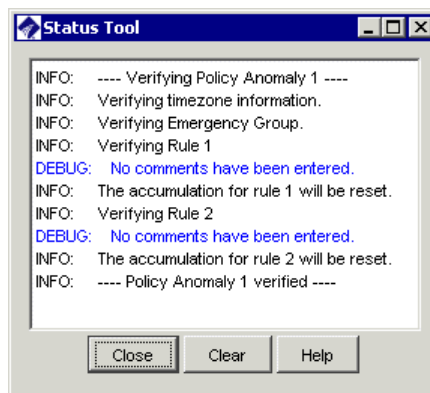 Status Tool
INFO: ---- Verifying Policy Anomaly 1 ----
INFO: Verifying timezone information.
INFO: Verifying Emergency Group.
INFO: Verifying Rule 1
DEBUG: No comments have been entered.
INFO: The accumulation for rule 1 will be reset.
INFO: Verifying Rule 2
DEBUG: No comments have been entered.
INFO: The accumulation for rule 2 will be reset.
INFO: ---- Policy Anomaly 1 verified ----
Close Clear Help